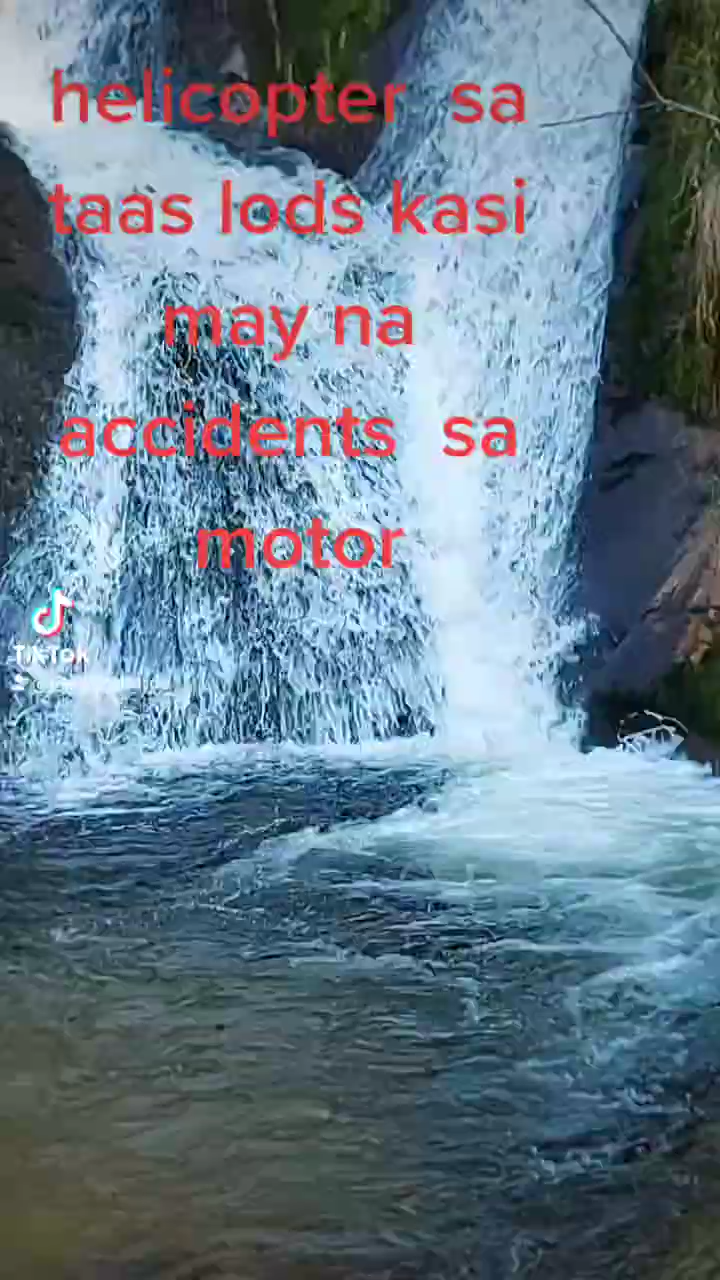 helicopter sa
taas lods kasi
may na
accidents sa
motor
TikTok